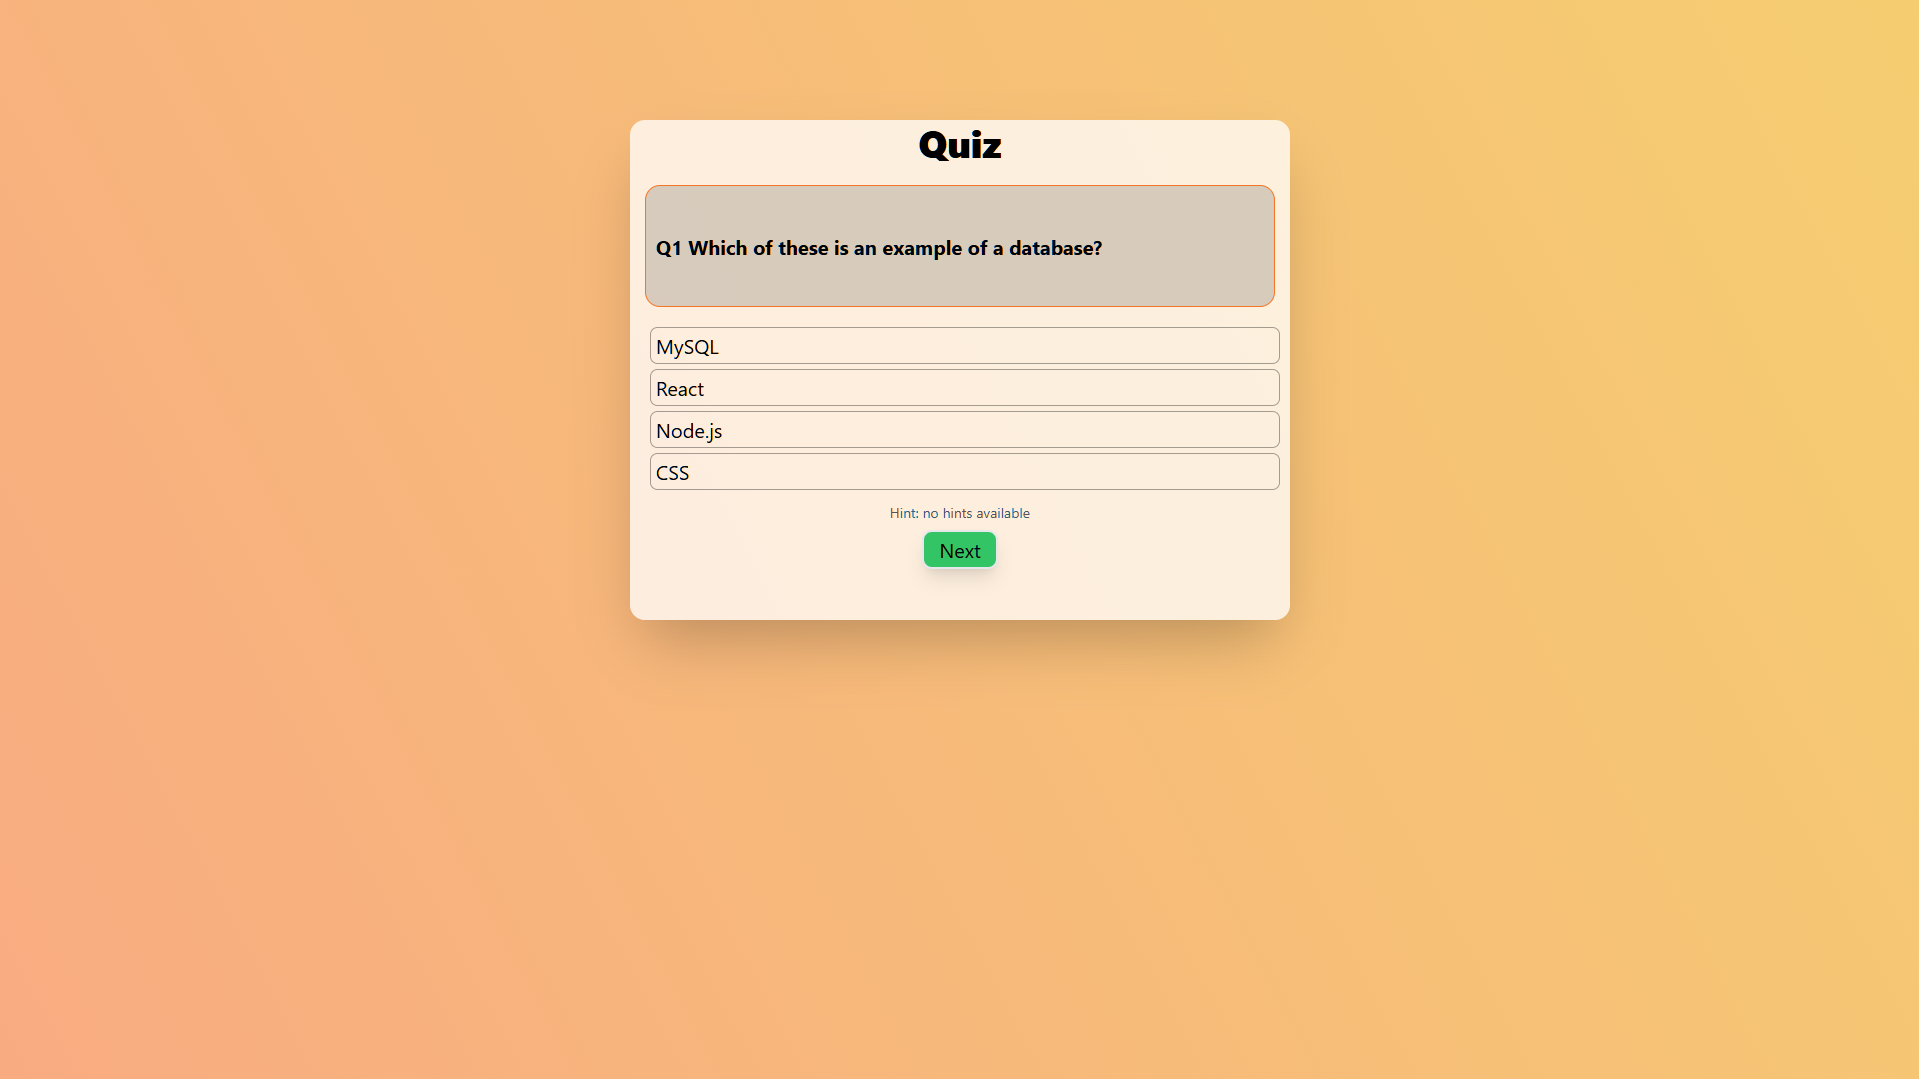 Quiz
Q1 Which of these is an example of a database?
MySQL
React
Node.js
CSS
Hint: no hints available
Next